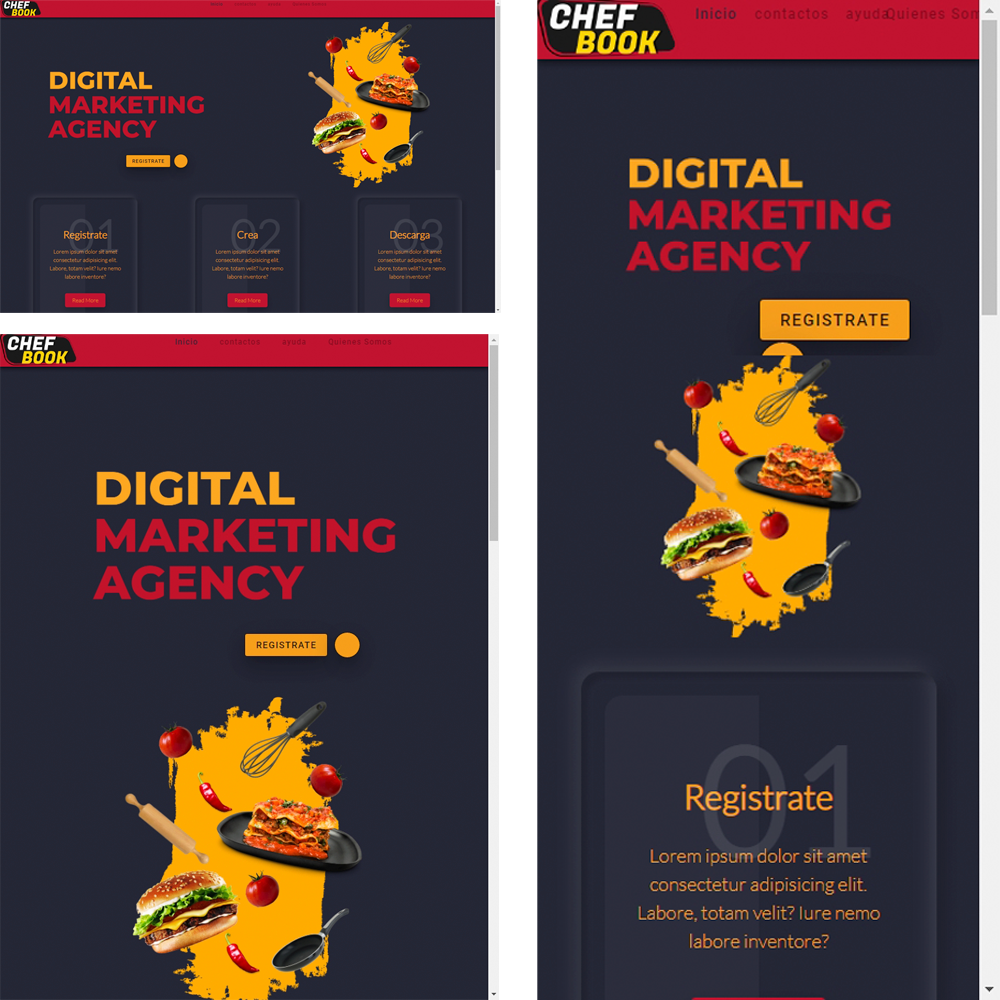 CHEF
BOOK
DIGITAL
MARKETING
AGENCY
REGISTRATE
01
Registrate
Lorem ipsum dolor sit amet
consectetur adipisicing elit.
Labore, totam velit? Iure nemo
labore inventore?
Read More
02
Crea
Lorem ipsum dolor sit amet
consectetur adipisicing elit.
Labore, totam velit? Iure nemo
labore inventore?
Read More
03
Descarga
Lorem ipsum dolor sit amet
consectetur adipisicing elit.
Labore, totam velit? Iure nemo
labore inventore?
Read More
CHEF
BOOK
Inicio contactos ayuda Quienes Somos
DIGITAL
MARKETING
AGENCY
REGISTRATE
CHEF
BOOK
Inicio contactos ayuda Quienes Som
DIGITAL
MARKETING
AGENCY
REGISTRATE
01
Registrate
Lorem ipsum dolor sit amet
consectetur adipisicing elit.
Labore, totam velit? Iure nemo
labore inventore?